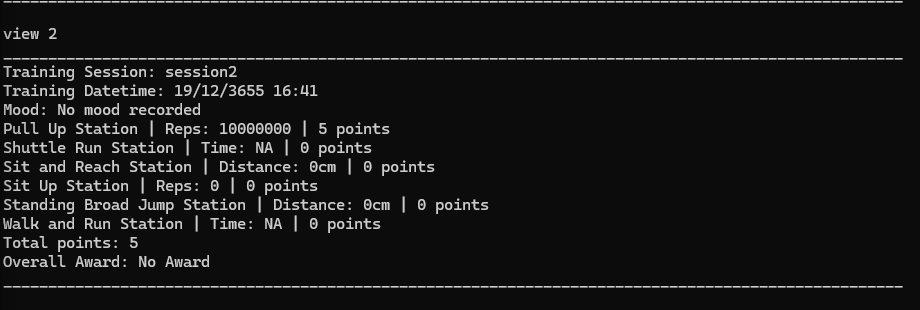 view 2
Training Session: session2
Training Datetime: 19/12/3655 16:41
Mood: No mood recorded
Pull Up Station | Reps: 10000000 | 5 points
Shuttle Run Station | Time: NA | 0 points
Sit and Reach Station | Distance: 0cm | 0 points
Sit Up Station | Reps: 0 | 0 points
Standing Broad Jump Station | Distance: 0cm | 0 points
Walk and Run Station | Time: NA | 0 points
Total points: 5
Overall Award: No Award